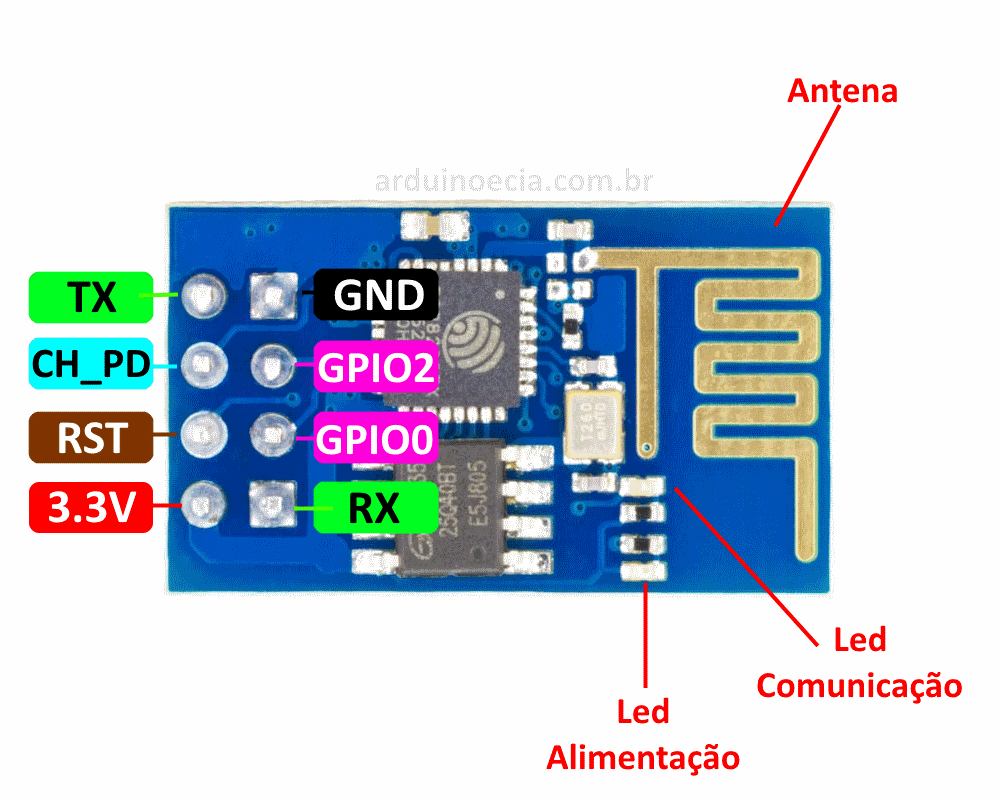 Antena
arduinoecia.com.br
TX
GND
CH_PD
GPIO2
RST
GPIO0
3.3V
RX
25Q40BT
E5J805
Led
Comunicação
Led
Alimentação